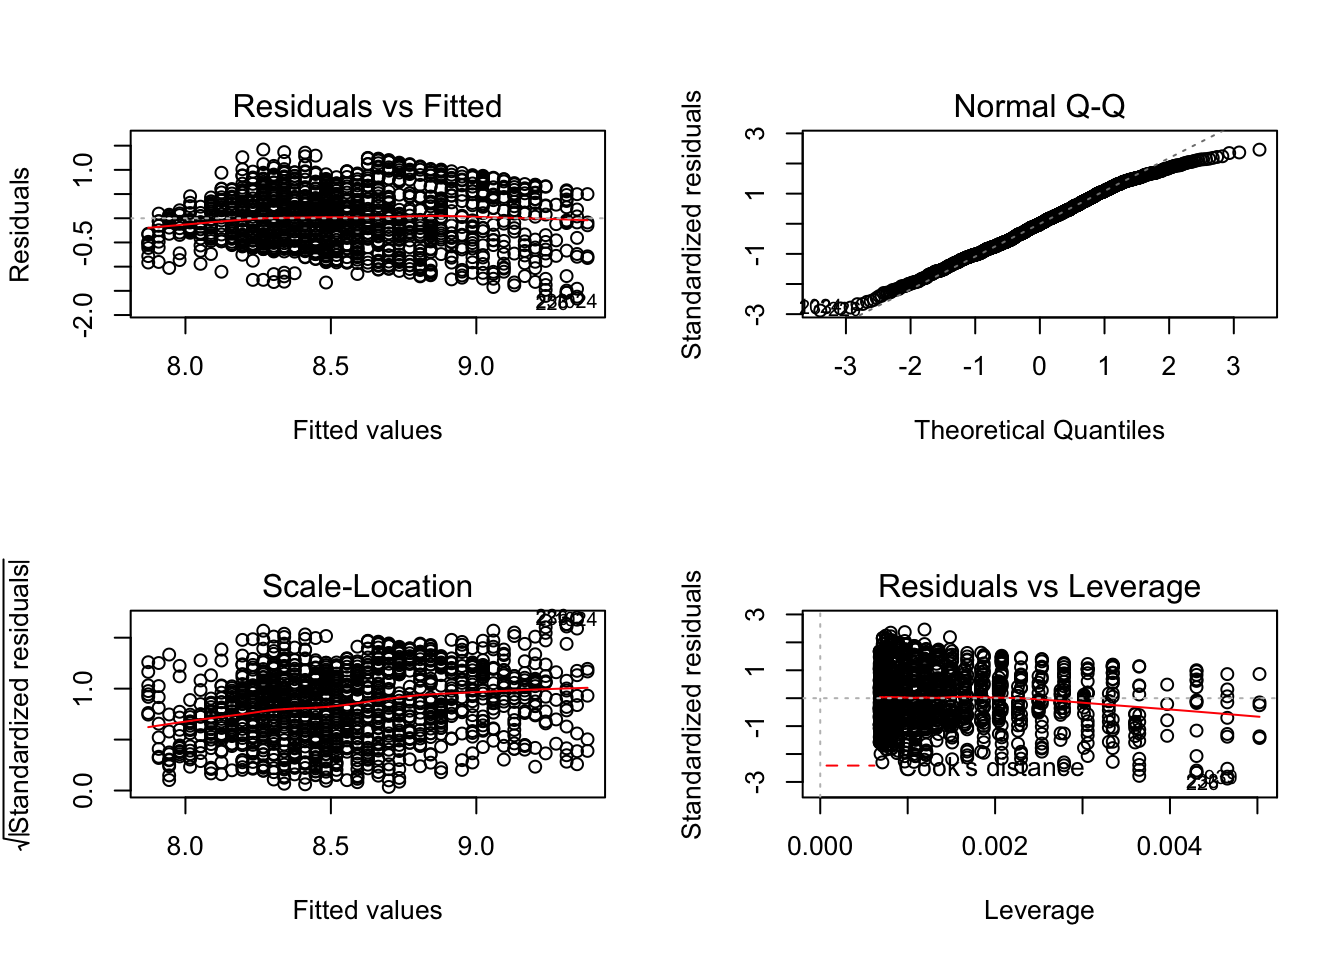 Residuals vs Fitted
Residuals
1.0
-0.5
-2.0
8.0 8.5 9.0
Fitted values
Normal Q-Q
Standardized residuals
3
1
-1
-3
-3 -2 -1 0 1 2 3
Theoretical Quantiles
Scale-Location
√|Standardized residuals|
1.0
0.0
8.0 8.5 9.0
Fitted values
Residuals vs Leverage
Standardized residuals
3
1
-1
-3
Cook's distance
0.000 0.002 0.004
Leverage